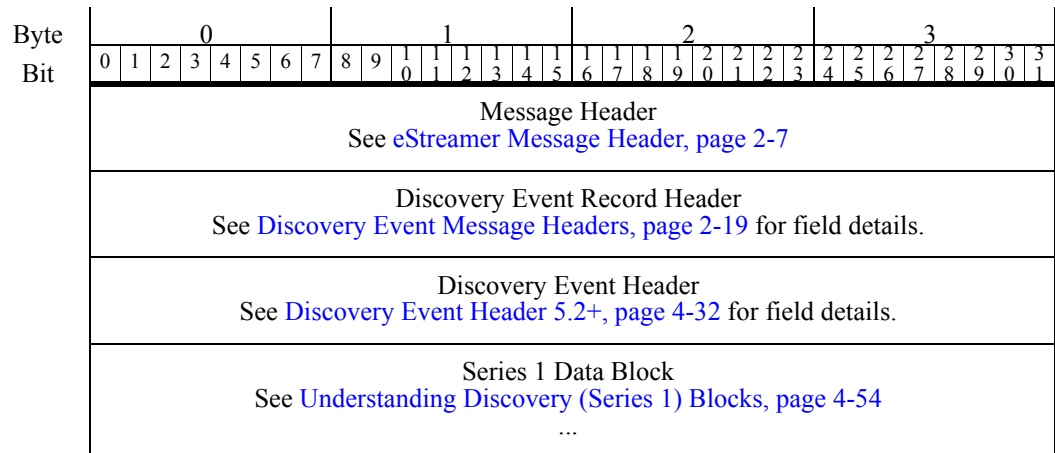 Byte 0 1 2 3
Bit 0 1 2 3 4 5 6 7 8 9 10 11 12 13 14 15 16 17 18 19 20 21 22 23 24 25 26 27 28 29 30 31
Message Header
See eStreamer Message Header, page 2-7
Discovery Event Record Header
See Discovery Event Message Headers, page 2-19 for field details.
Discovery Event Header
See Discovery Event Header 5.2+, page 4-32 for field details.
Series 1 Data Block
See Understanding Discovery (Series 1) Blocks, page 4-54
...